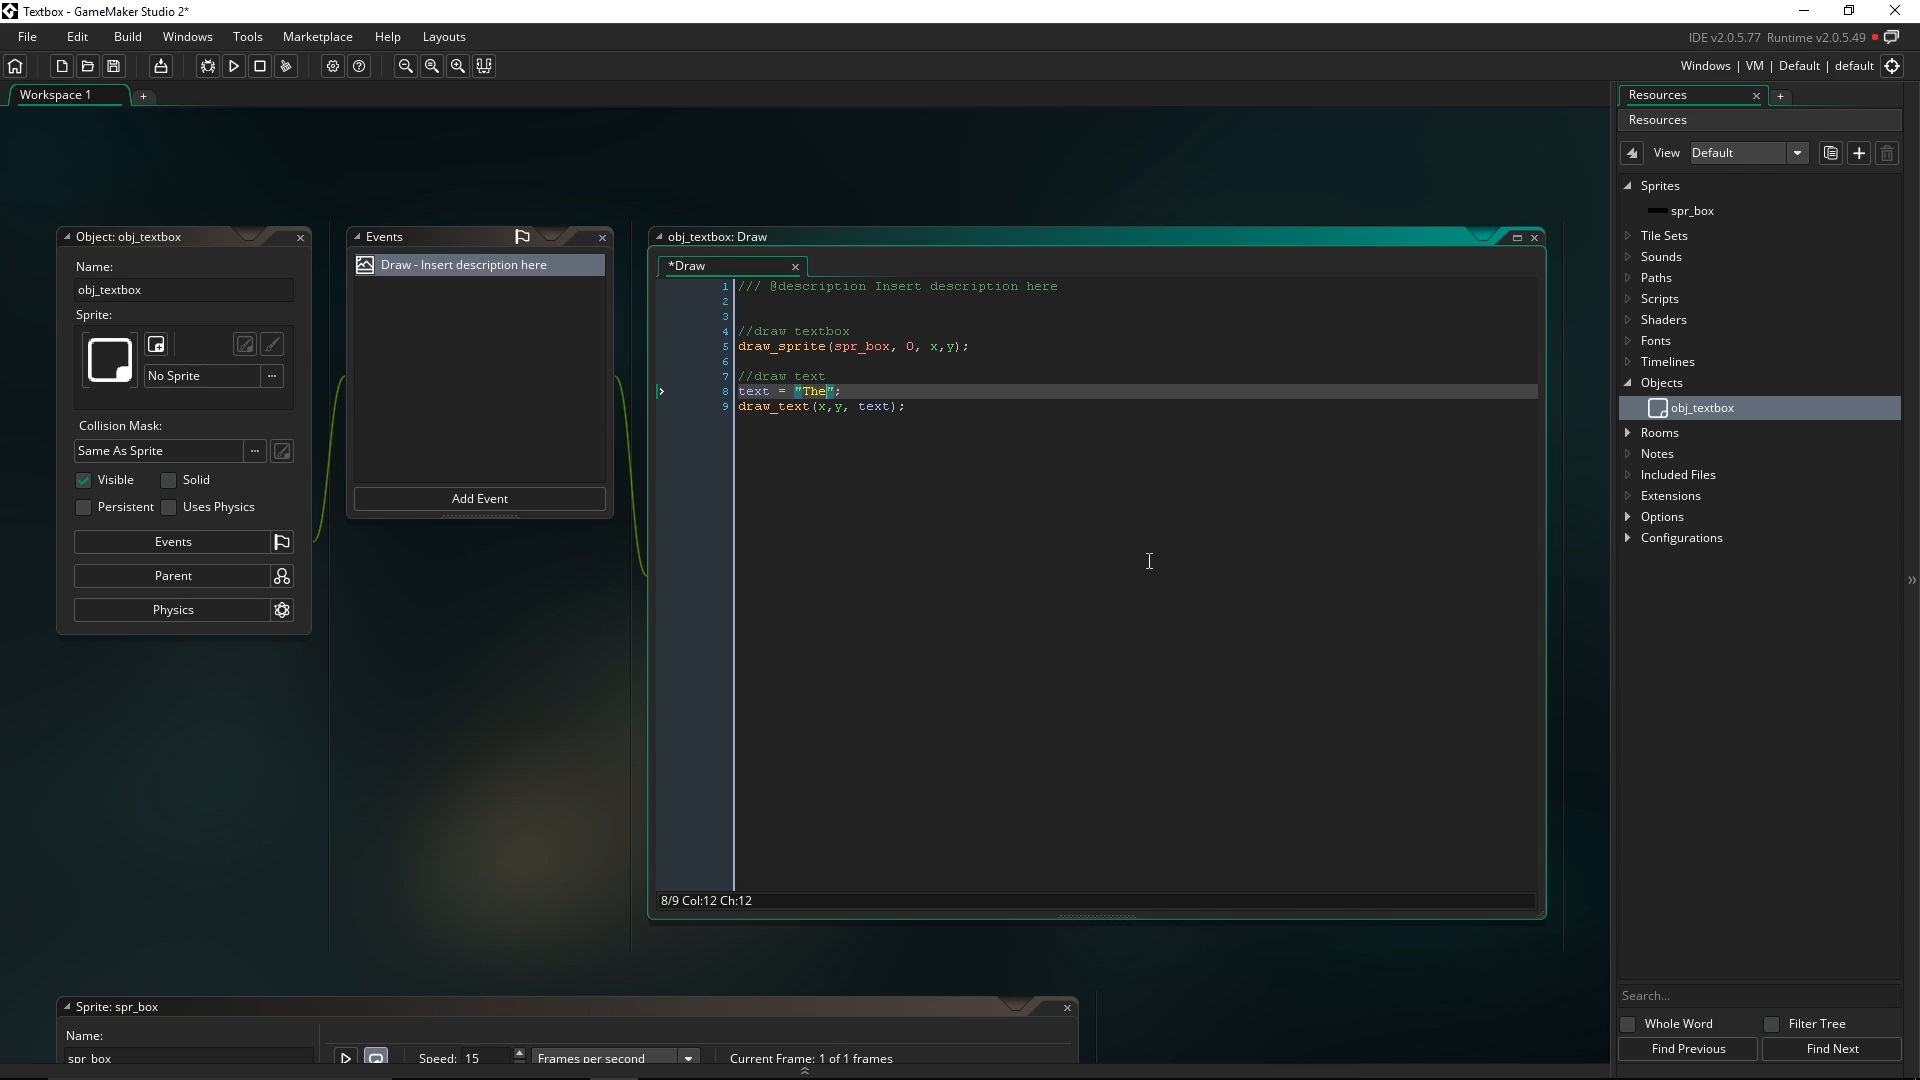 Textbox - GameMaker Studio 2*
File Edit Build Windows Tools Marketplace Help Layouts
IDE v2.0.5.77 Runtime v2.0.5.49
Windows | VM | Default | default
Workspace 1 +
Resources × +
Resources
View Default
Sprites
spr_box
Tile Sets
Sounds
Paths
Scripts
Shaders
Fonts
Timelines
Objects
obj_textbox
Rooms
Notes
Included Files
Extensions
Options
Configurations
Search...
Whole Word Filter Tree
Find Previous Find Next
Object: obj_textbox
Name:
obj_textbox
Sprite:
No Sprite ...
Collision Mask:
Same As Sprite ...
Visible Solid
Persistent Uses Physics
Events
Parent
Physics
Events
Draw - Insert description here
Add Event
obj_textbox: Draw
*Draw
1 /// @description Insert description here
2
3
4 //draw textbox
5 draw_sprite(spr_box, 0, x,y);
6
7 //draw text
8 text = "The";
9 draw_text(x,y, text);
8/9 Col:12 Ch:12
Sprite: spr_box
Name:
spr_box
Speed: 15 Frames per second Current Frame: 1 of 1 frames